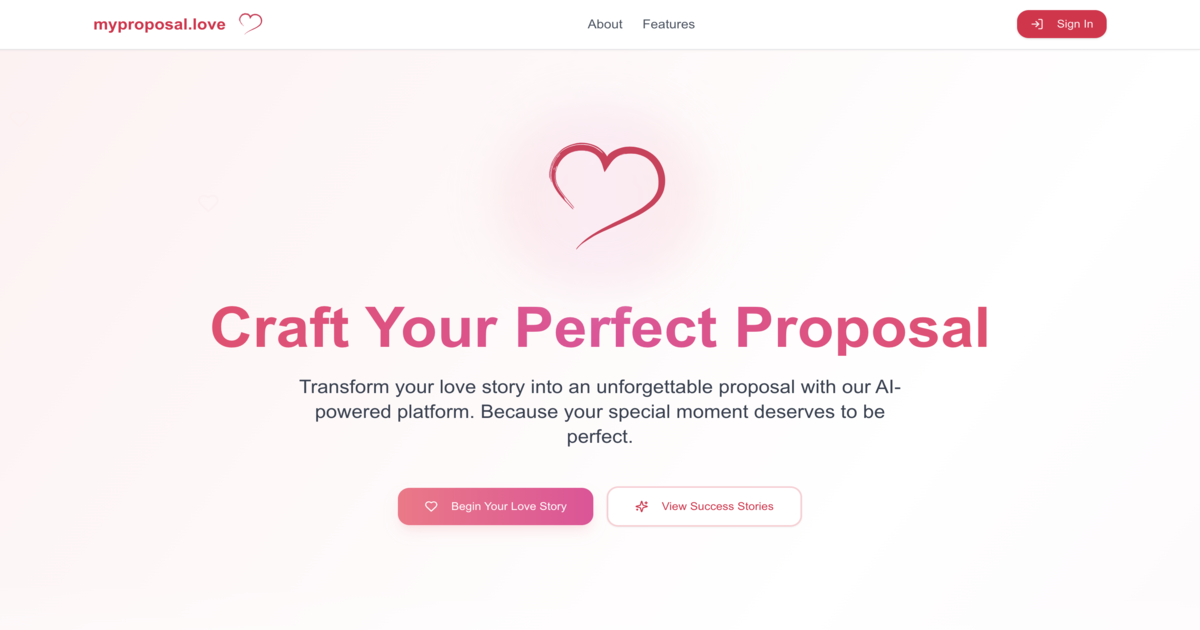 myproposal.love
About
Features
Sign In
Craft Your Perfect Proposal
Transform your love story into an unforgettable proposal with our AI-
powered platform. Because your special moment deserves to be
perfect.
Begin Your Love Story
View Success Stories